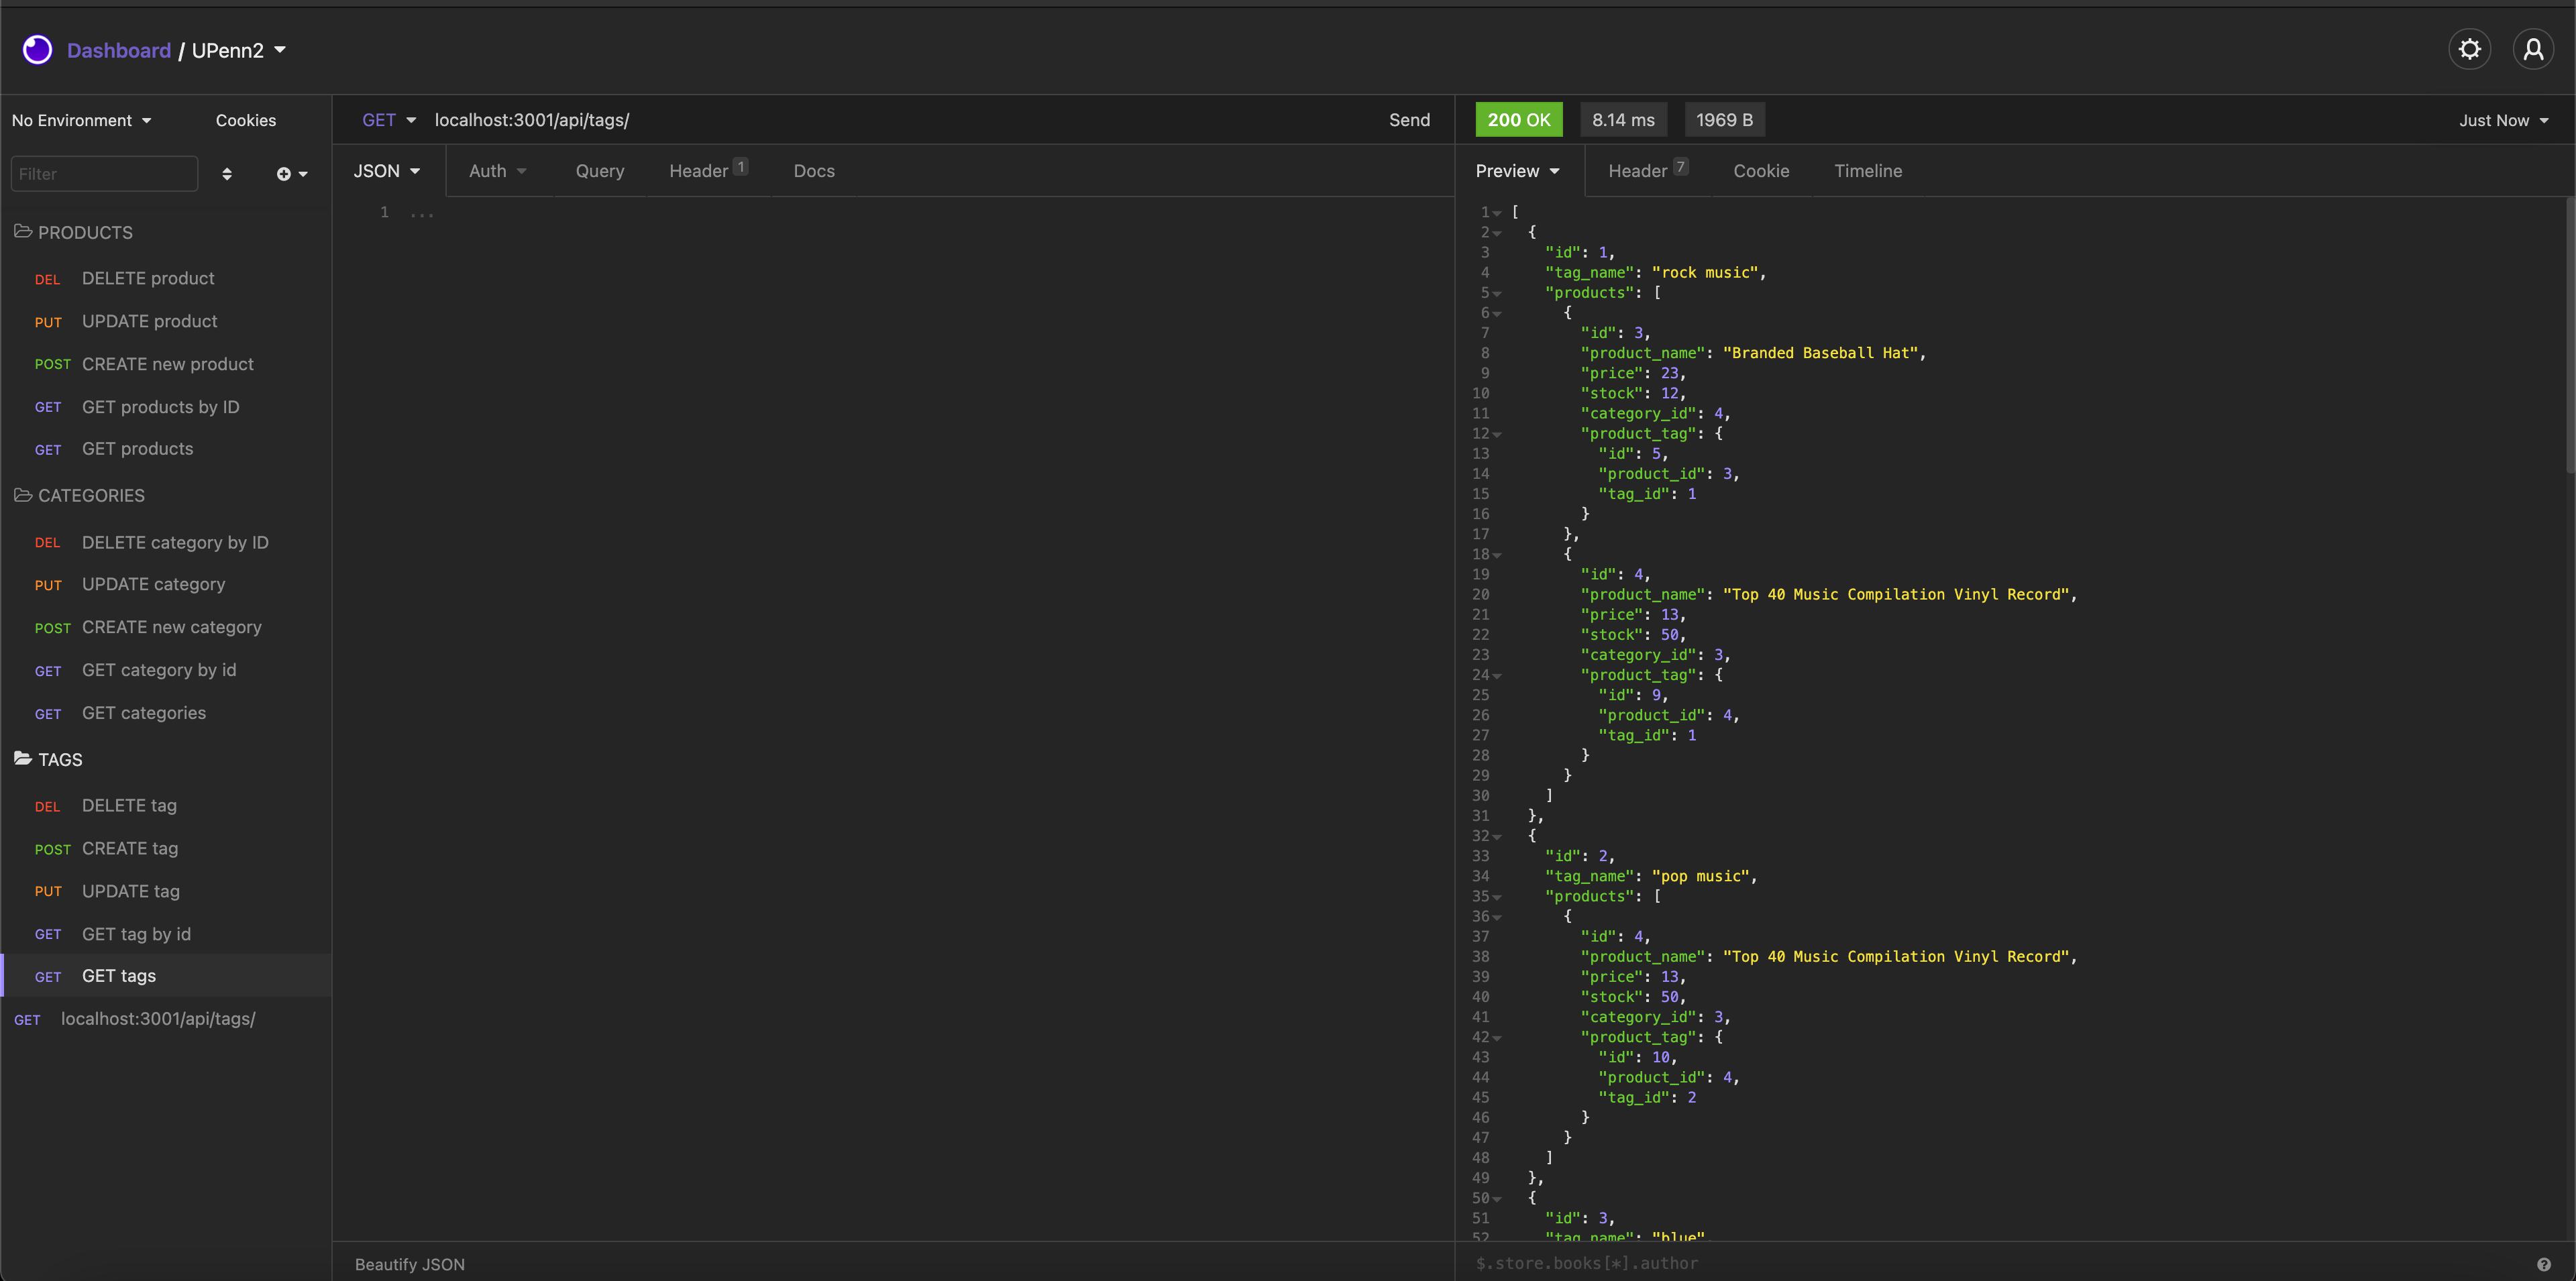 Dashboard / UPenn2
No Environment
Cookies
Filter
PRODUCTS
DEL DELETE product
PUT UPDATE product
POST CREATE new product
GET GET products by ID
GET GET products
CATEGORIES
DEL DELETE category by ID
PUT UPDATE category
POST CREATE new category
GET GET category by id
GET GET categories
TAGS
DEL DELETE tag
POST CREATE tag
PUT UPDATE tag
GET GET tag by id
GET GET tags
GET localhost:3001/api/tags/
GET localhost:3001/api/tags/ Send
JSON Auth Query Header 1 Docs
1 ...
Beautify JSON
200 OK 8.14 ms 1969 B Just Now
Preview Header 7 Cookie Timeline
1 [
2 {
3 "id": 1,
4 "tag_name": "rock music",
5 "products": [
6 {
7 "id": 3,
8 "product_name": "Branded Baseball Hat",
9 "price": 23,
10 "stock": 12,
11 "category_id": 4,
12 "product_tag": {
13 "id": 5,
14 "product_id": 3,
15 "tag_id": 1
16 }
17 },
18 {
19 "id": 4,
20 "product_name": "Top 40 Music Compilation Vinyl Record",
21 "price": 13,
22 "stock": 50,
23 "category_id": 3,
24 "product_tag": {
25 "id": 9,
26 "product_id": 4,
27 "tag_id": 1
28 }
29 }
30 ]
31 },
32 {
33 "id": 2,
34 "tag_name": "pop music",
35 "products": [
36 {
37 "id": 4,
38 "product_name": "Top 40 Music Compilation Vinyl Record",
39 "price": 13,
40 "stock": 50,
41 "category_id": 3,
42 "product_tag": {
43 "id": 10,
44 "product_id": 4,
45 "tag_id": 2
46 }
47 }
48 ]
49 },
50 {
51 "id": 3,
52 "tag_name": "blue",
$.store.books[*].author